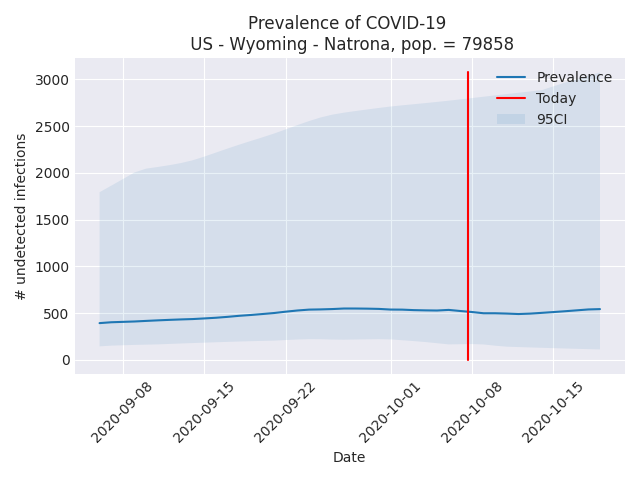 Prevalence of COVID-19
US - Wyoming - Natrona, pop. = 79858
# undetected infections
3000
2500
2000
1500
1000
500
0
Prevalence
Today
95CI
2020-09-08
2020-09-15
2020-09-22
2020-10-01
2020-10-08
2020-10-15
Date